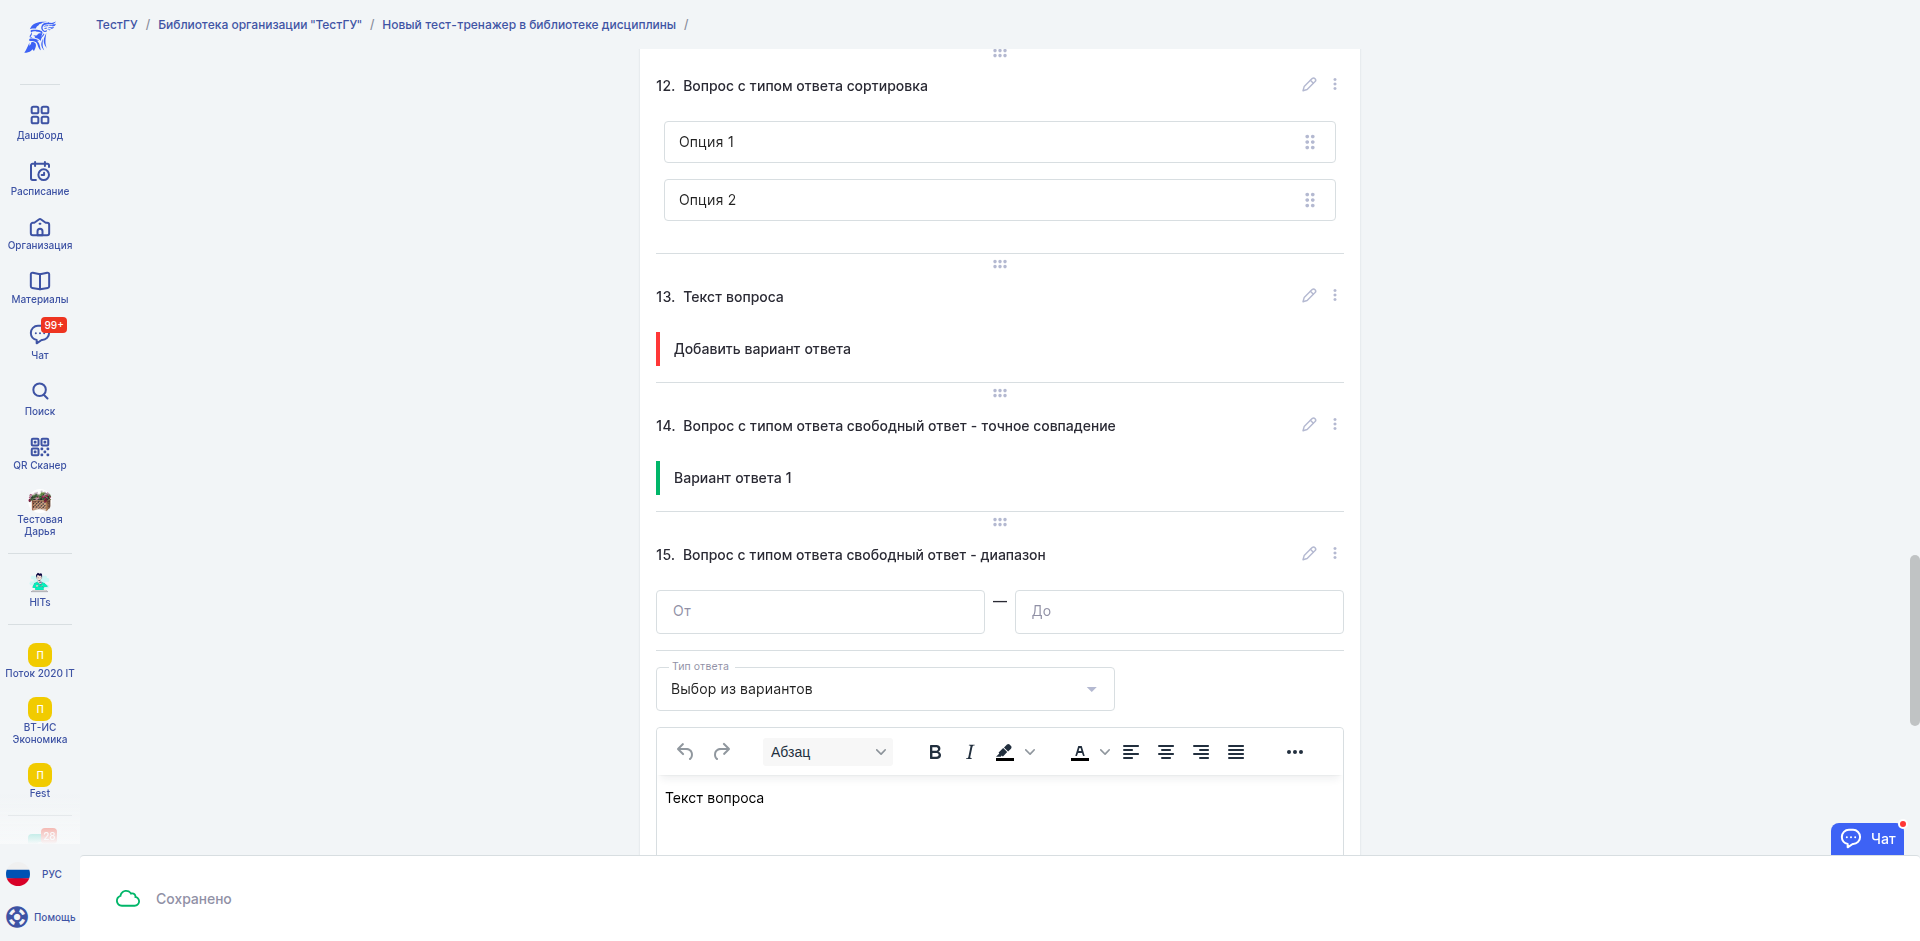 ТестГУ / Библиотека организации "ТестГУ" / Новый тест-тренажер в библиотеке дисциплины /
Дашборд
Расписание
Организация
Материалы
99+
Чат
Поиск
QR Сканер
Тестовая
Дарья
HITs
П
Поток 2020 IT
П
ВТ-ИС
Экономика
П
Fest
28
РУС
Помощь
12. Вопрос с типом ответа сортировка
Опция 1
Опция 2
13. Текст вопроса
Добавить вариант ответа
14. Вопрос с типом ответа свободный ответ - точное совпадение
Вариант ответа 1
15. Вопрос с типом ответа свободный ответ - диапазон
От — До
Тип ответа
Выбор из вариантов
Абзац
Текст вопроса
Чат
Сохранено